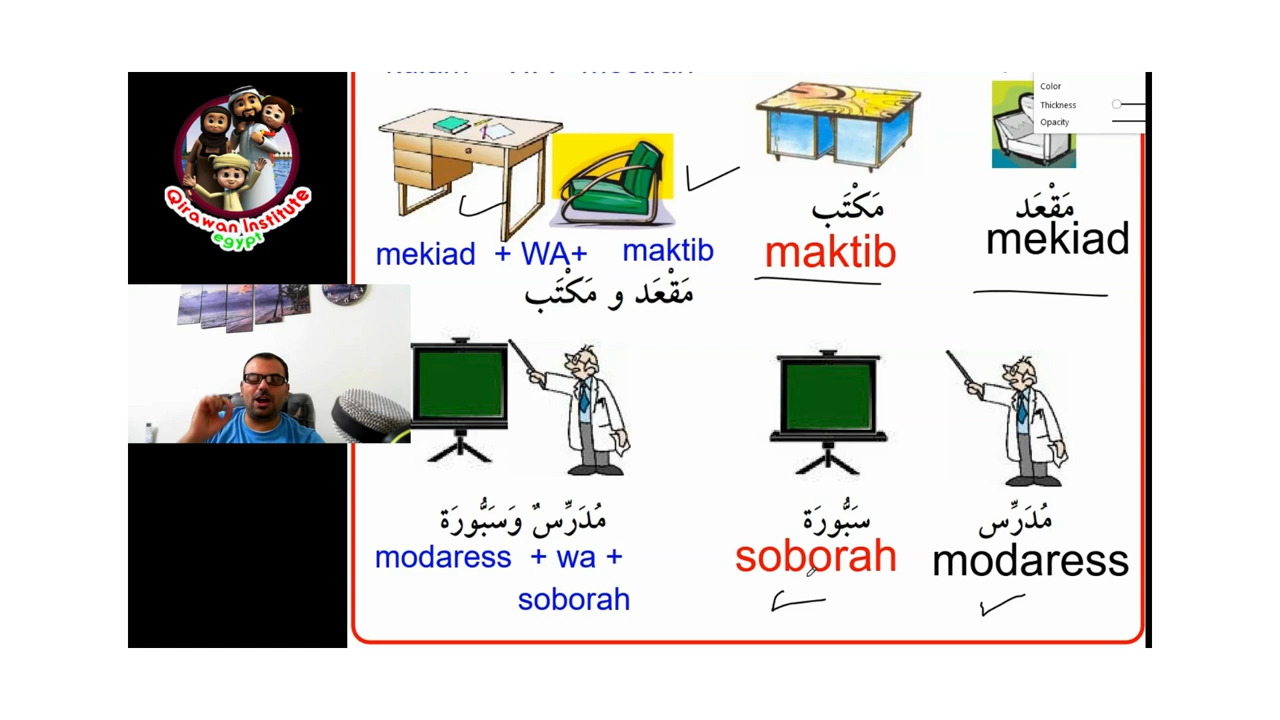 Color
Thickness
Opacity
مَكْتَب
مَقْعَد
maktib
mekiad
mekiad + WA+ maktib
مَقْعَد و مَكْتَب
Qirawan Institute
egypt
مُدَرِّسٌ وَسَبُّورَة
سَبُّورَة
مُدَرِّس
modaress + wa +
soborah
soborah
modaress